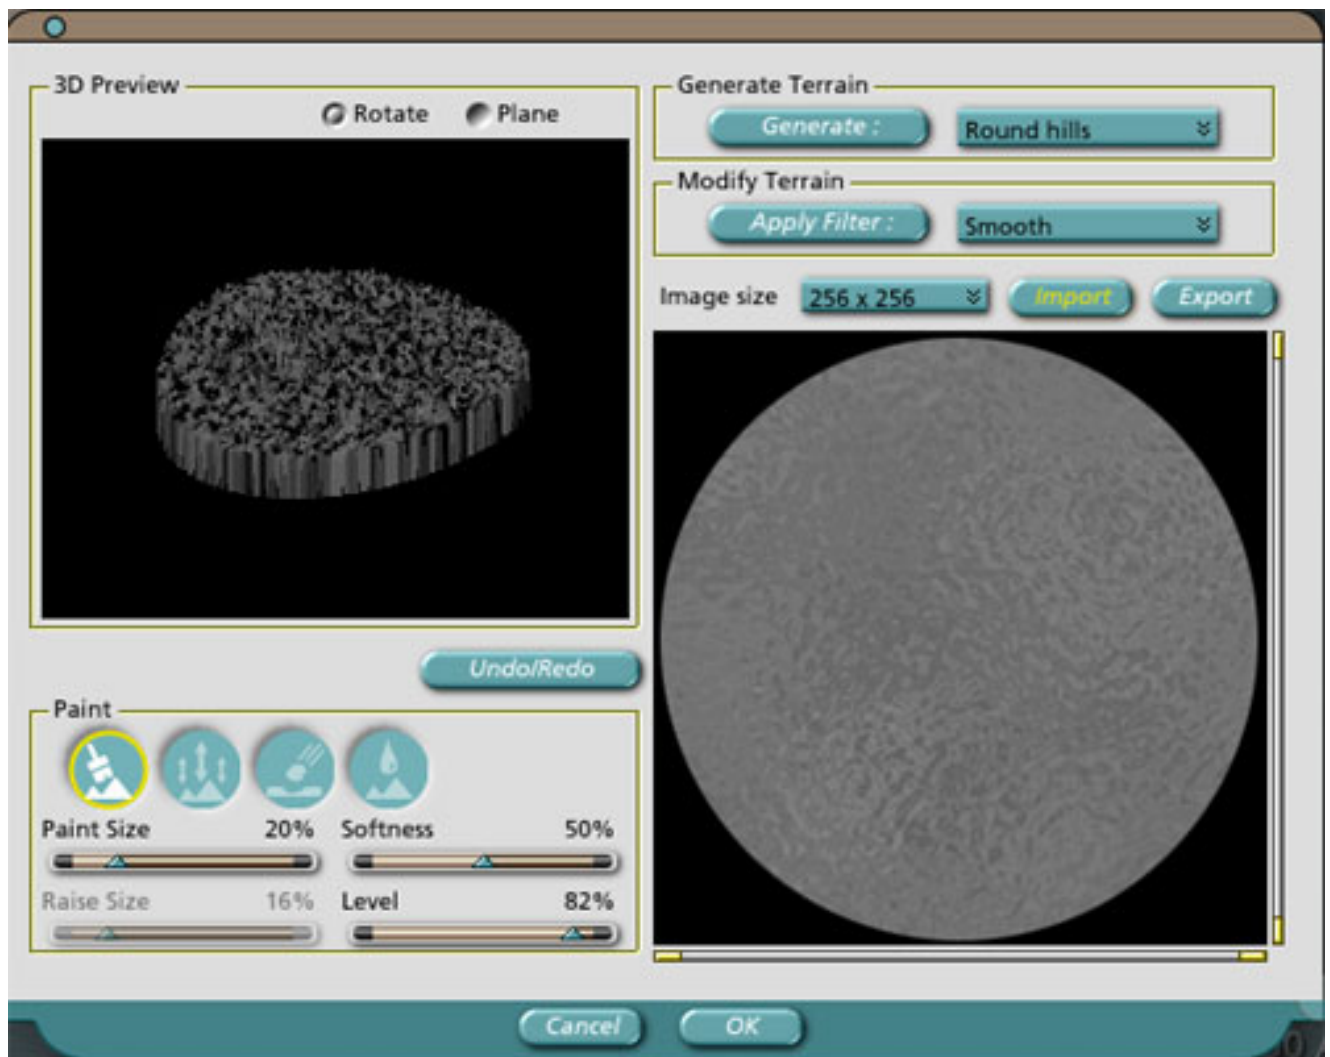 3D Preview
Rotate
Plane
Generate Terrain
Generate :
Round hills
Modify Terrain
Apply Filter :
Smooth
Image size
256 x 256
Import
Export
Undo/Redo
Paint
Paint Size 20%
Softness 50%
Raise Size 16%
Level 82%
Cancel
OK